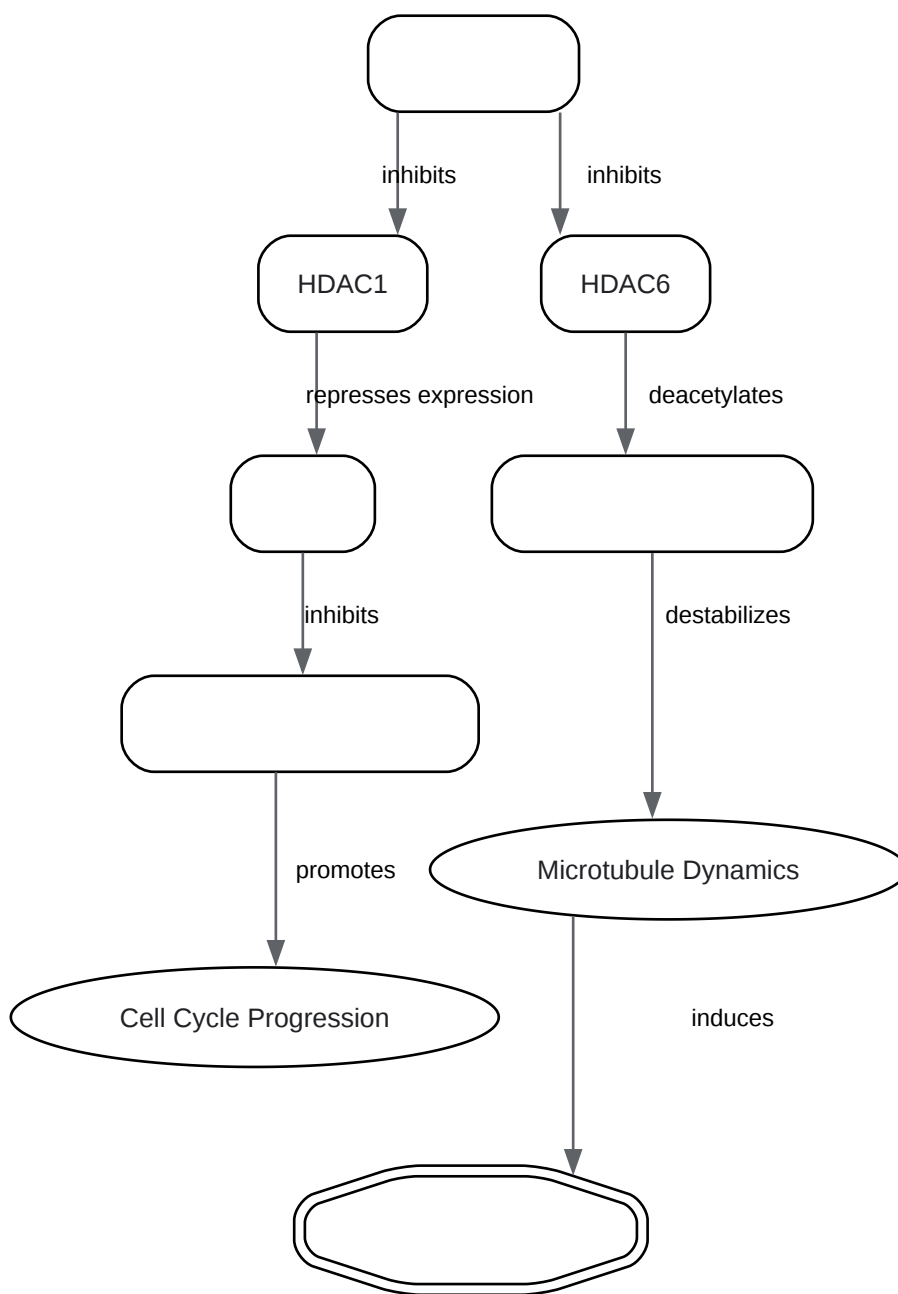 inhibits
inhibits
HDAC1
HDAC6
represses expression
deacetylates
inhibits
destabilizes
promotes
Microtubule Dynamics
Cell Cycle Progression
induces